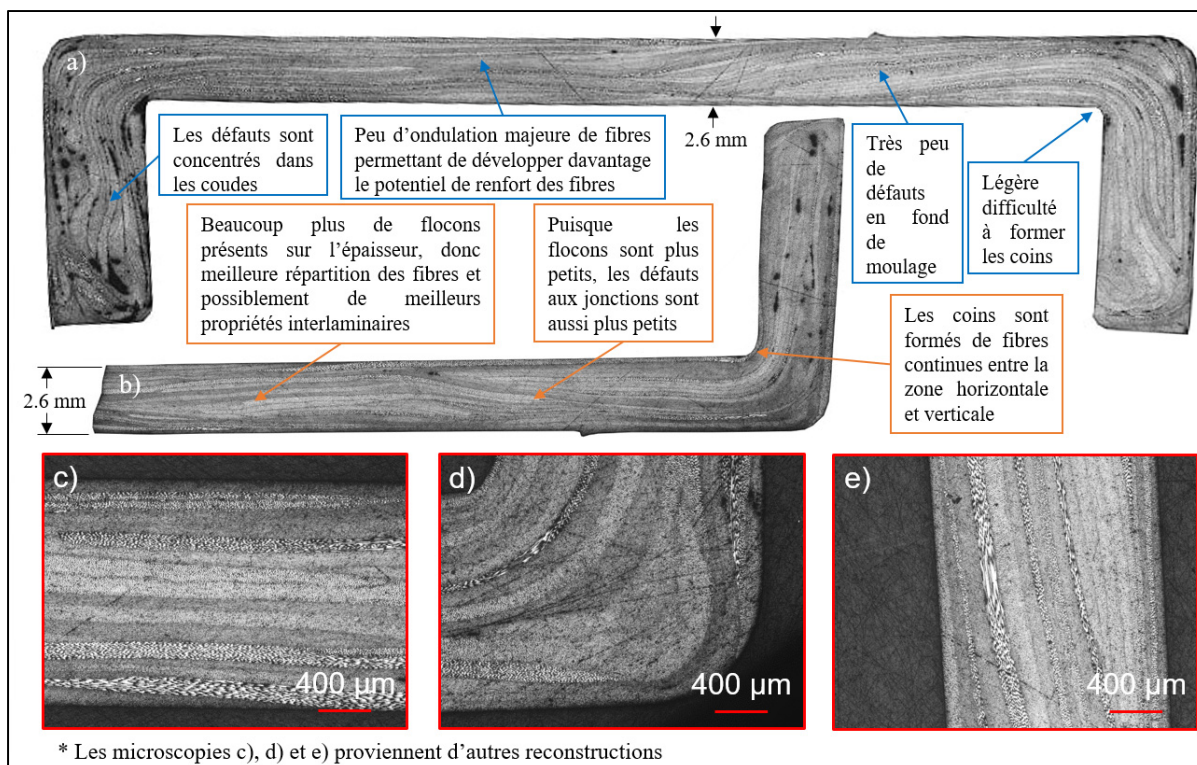 a)
2.6 mm
Les défauts sont
concentrés dans
les coudes
Peu d’ondulation majeure de fibres
permettant de développer davantage
le potentiel de renfort des fibres
Très peu
de
défauts
en fond
de
moulage
Légère
difficulté
à former
les coins
Beaucoup plus de flocons
présents sur l’épaisseur, donc
meilleure répartition des fibres et
possiblement de meilleurs
propriétés interlaminaires
Puisque les
flocons sont plus
petits, les défauts
aux jonctions sont
aussi plus petits
Les coins sont
formés de fibres
continues entre la
zone horizontale
et verticale
b)
2.6 mm
c)
400 µm
d)
400 µm
e)
400 µm
* Les microscopies c), d) et e) proviennent d’autres reconstructions